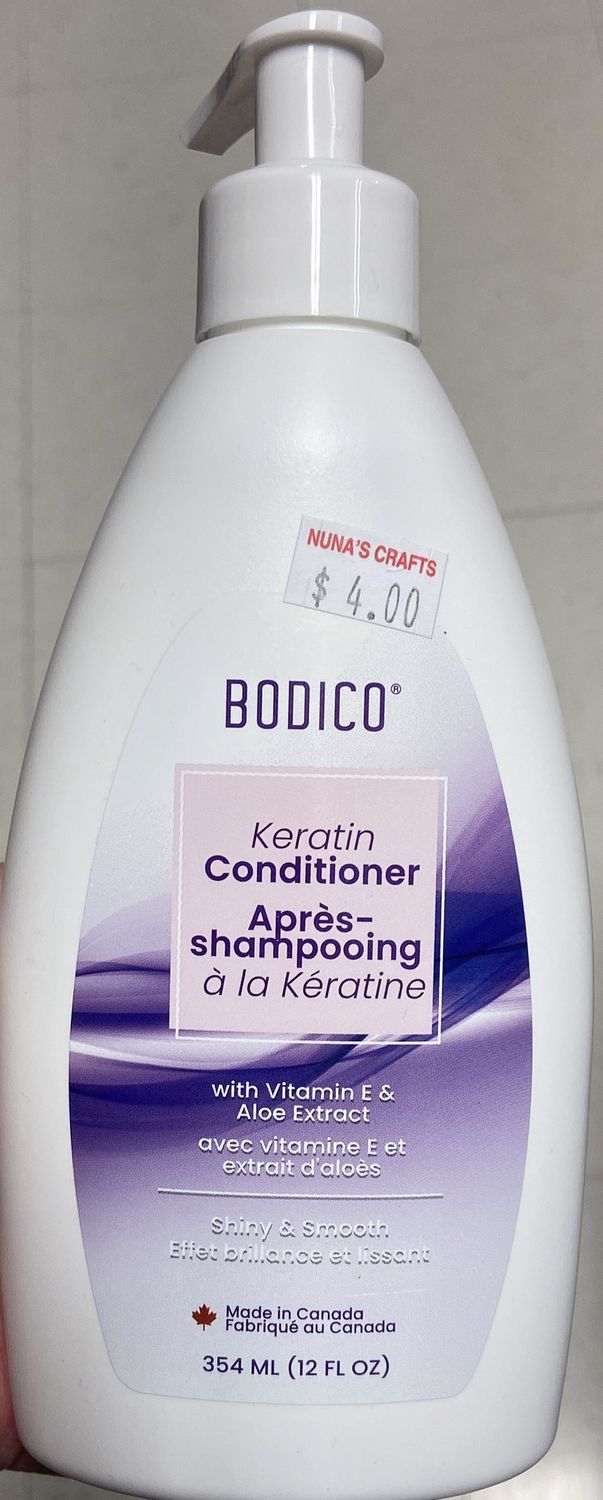 NUNA'S CRAFTS
$ 4.00
BODICO®
Keratin
Conditioner
Après-
shampooing
à la Kératine
with Vitamin E &
Aloe Extract
avec vitamine E et
extrait d'aloès
Shiny & Smooth
Effet brillance et lissant
Made in Canada
Fabriqué au Canada
354 ML (12 FL OZ)